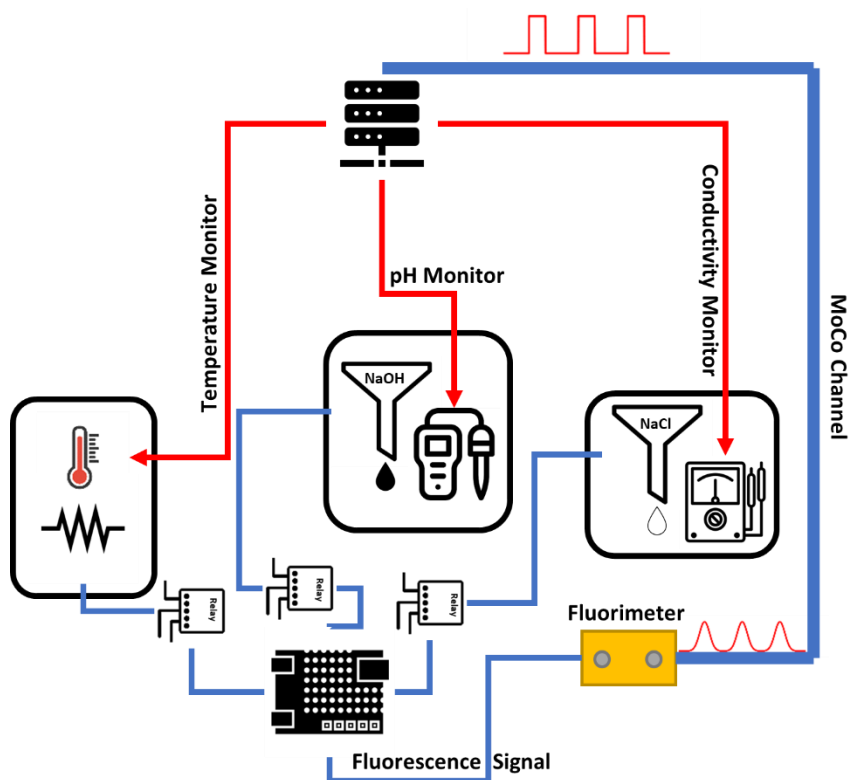 Temperature Monitor
pH Monitor
Conductivity Monitor
MoCo Channel
NaOH
NaCl
Relay
Relay
Relay
Fluorimeter
Fluorescence Signal